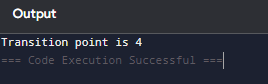 Output
Transition point is 4
=== Code Execution Successful ===